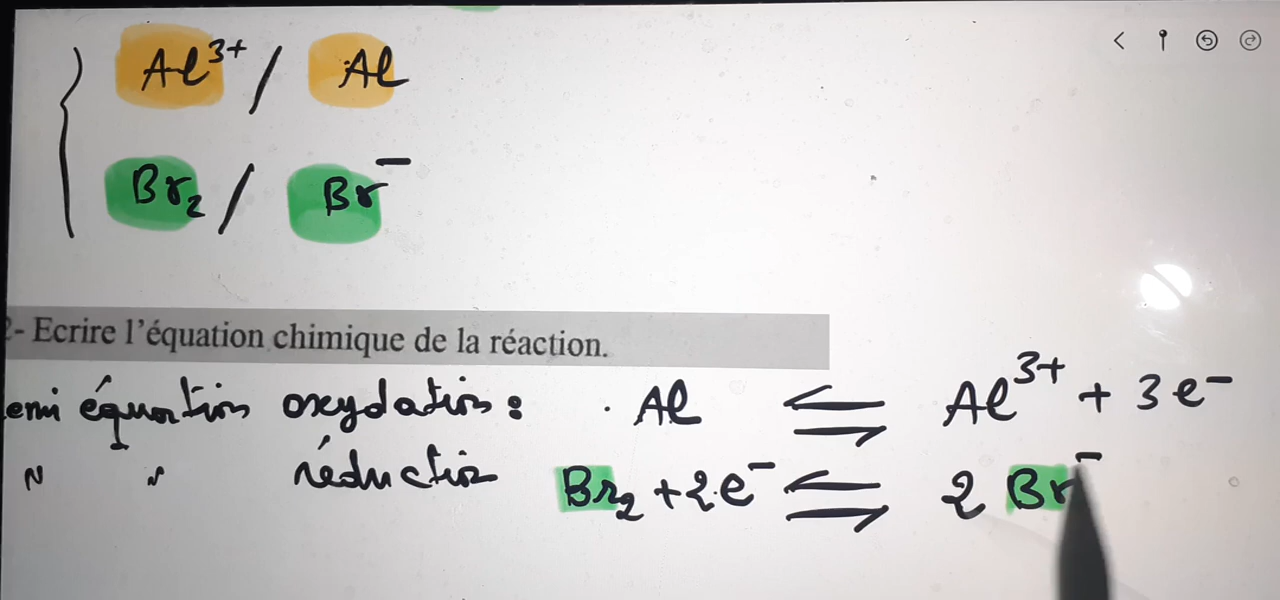 Al³⁺ / Al
Br₂ / Br⁻
2- Ecrire l'équation chimique de la réaction.
emi équation oxydation : Al ⇌ Al³⁺ + 3e⁻
" " réduction Br₂ + 2e⁻ ⇌ 2 Br⁻